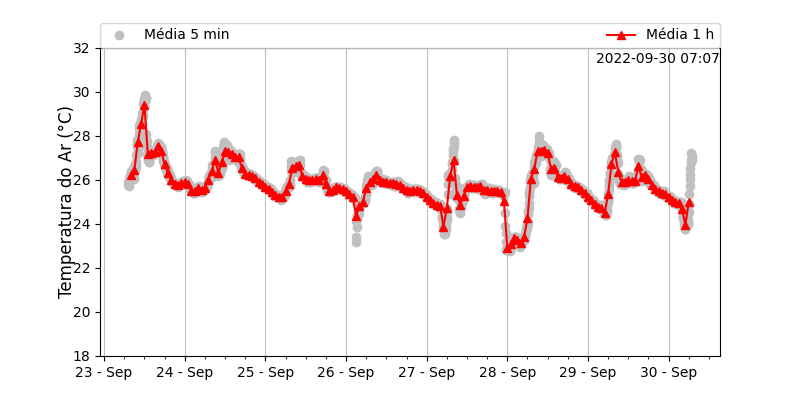 Média 5 min
Média 1 h
2022-09-30 07:07
Temperatura do Ar (°C)
32
30
28
26
24
22
20
18
23 - Sep
24 - Sep
25 - Sep
26 - Sep
27 - Sep
28 - Sep
29 - Sep
30 - Sep